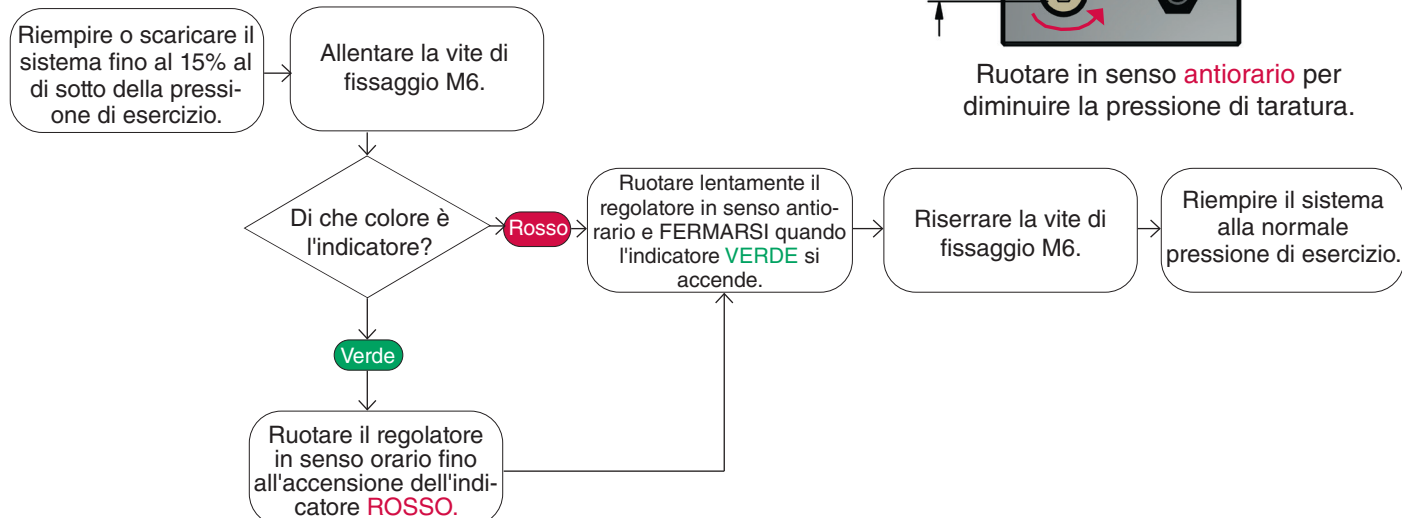 Ruotare in senso antiorario per
diminuire la pressione di taratura.
Riempire o scaricare il
sistema fino al 15% al
di sotto della pressi-
one di esercizio.
Allentare la vite di
fissaggio M6.
Di che colore è
l'indicatore?
Rosso
Ruotare lentamente il
regolatore in senso antio-
rario e FERMARSI quando
l'indicatore VERDE si
accende.
Riserrare la vite di
fissaggio M6.
Riempire il sistema
alla normale
pressione di esercizio.
Verde
Ruotare il regolatore
in senso orario fino
all'accensione dell'indi-
catore ROSSO.